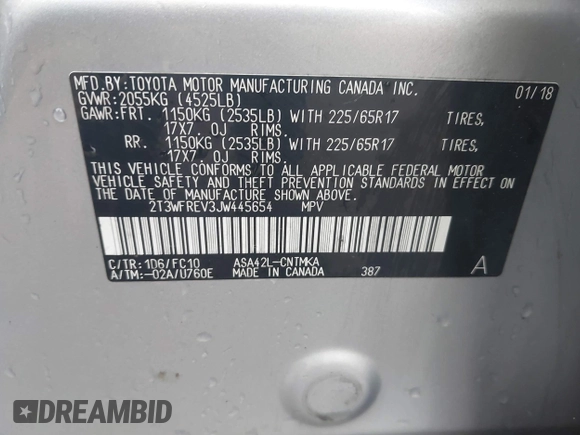 MFD.BY:TOYOTA MOTOR MANUFACTURING CANADA INC.
GVWR:2055KG (4525LB) 01/18
GAWR:FRT. 1150KG (2535LB) WITH 225/65R17 TIRES,
17X7.0J RIMS.
RR. 1150KG (2535LB) WITH 225/65R17 TIRES,
17X7.0J RIMS.
THIS VEHICLE CONFORMS TO ALL APPLICABLE FEDERAL MOTOR
VEHICLE SAFETY AND THEFT PREVENTION STANDARDS IN EFFECT ON
THE DATE OF MANUFACTURE SHOWN ABOVE.
2T3WFREV3JW445654 MPV
C/TR:1D6/FC10 ASA42L-CNTMKA
A/TM:-02A/U760E MADE IN CANADA 387 A
DREAMBID